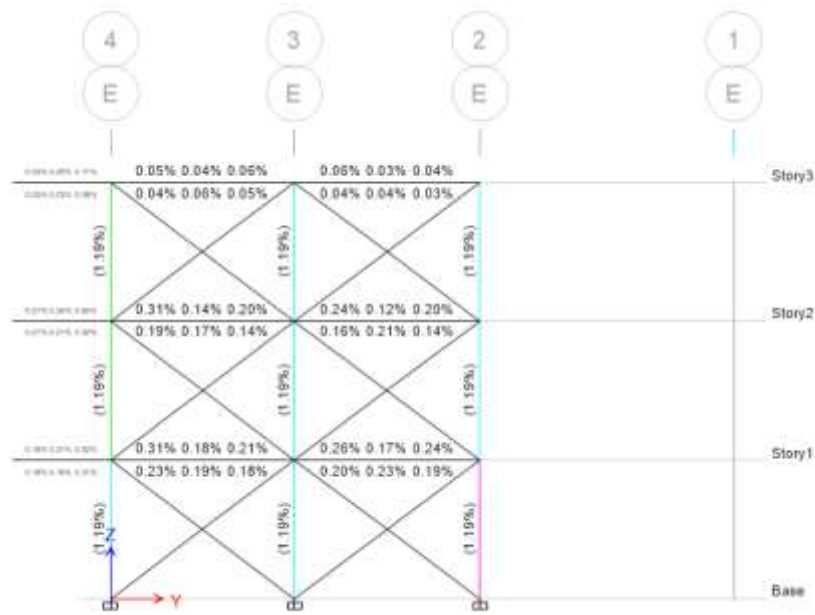 4 3 2 1
E E E E
0.05% 0.04% 0.06% 0.06% 0.03% 0.04%
Story3
0.04% 0.06% 0.05% 0.04% 0.04% 0.03%
(1.19%) (1.19%) (1.19%)
0.31% 0.14% 0.20% 0.24% 0.12% 0.20%
Story2
0.19% 0.17% 0.14% 0.16% 0.21% 0.14%
(1.19%) (1.19%) (1.19%)
0.31% 0.18% 0.21% 0.26% 0.17% 0.24%
Story1
0.23% 0.19% 0.18% 0.20% 0.23% 0.19%
(1.19%) (1.19%) (1.19%)
Z
Base
Y